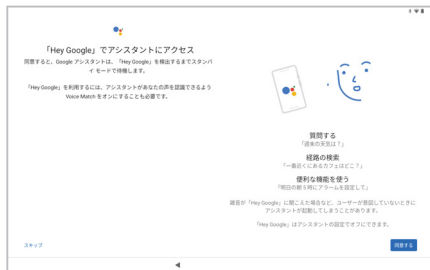 「Hey Google」でアシスタントにアクセス
同意すると、Google アシスタントは、「Hey Google」を検出するまでスタンバ
イ モードで待機します。
「Hey Google」を利用するには、アシスタントがあなたの声を認識できるよう
Voice Match をオンにすることも必要です。
質問する
「週末の天気は？」
経路の検索
「一番近くにあるカフェはどこ？」
便利な機能を使う
「明日の朝 5 時にアラームを設定して」
雑音が「Hey Google」に聞こえた場合など、ユーザーが意図していないときに
アシスタントが起動してしまうことがあります。
「Hey Google」はアシスタントの設定でオフにできます。
スキップ
同意する